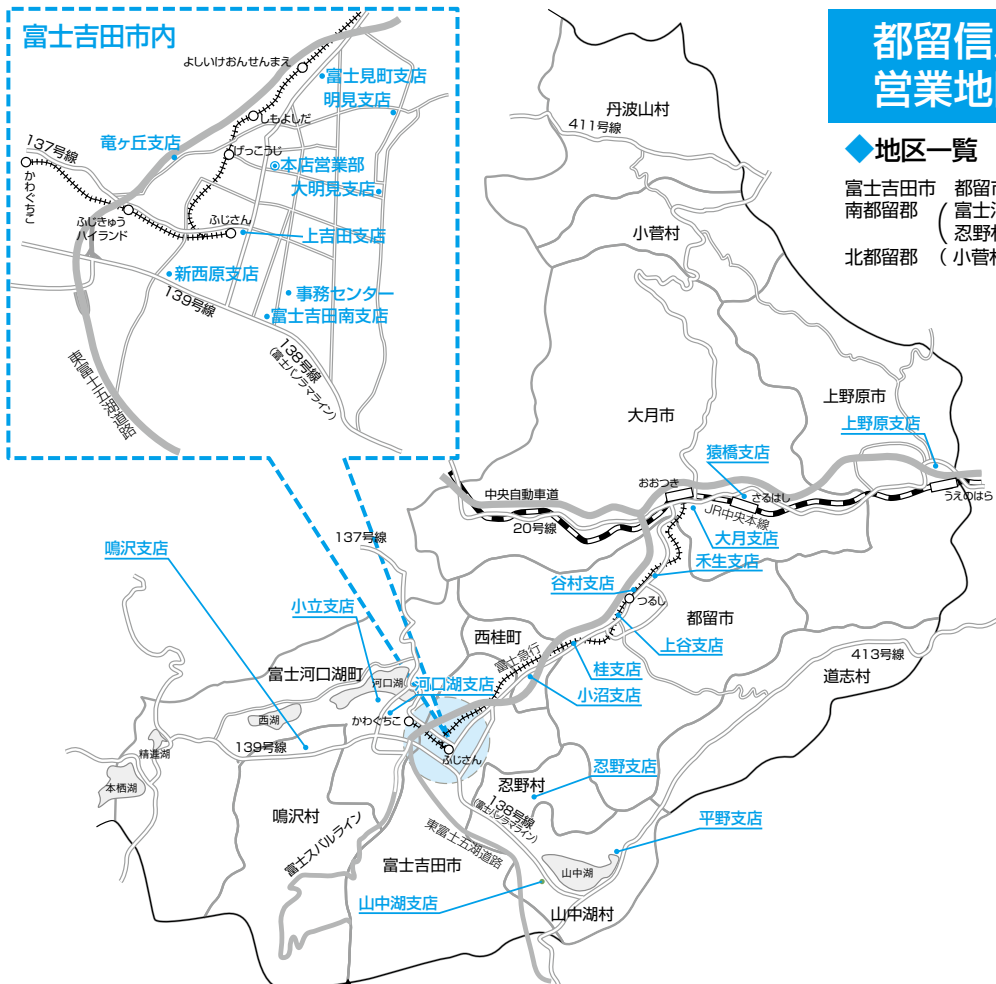 富士吉田市内
よしいけおんせんまえ
富士見町支店
明見支店
しもよしだ
竜ヶ丘支店
137号線
げっこうじ
本店営業部
かわぐちこ
大明見支店
ふじきゅう
ハイランド
ふじさん
上吉田支店
新西原支店
139号線
事務センター
富士吉田南支店
138号線
(富士パノラマライン)
東富士五湖道路
都留信
営業地
◆地区一覧
富士吉田市 都留市
南都留郡 (富士河
忍野村
北都留郡 (小菅村
丹波山村
411号線
小菅村
上野原市
大月市
上野原支店
猿橋支店
おおつき
中央自動車道
さるはし
うえのはら
20号線
JR中央本線
大月支店
137号線
鳴沢支店
禾生支店
谷村支店
つるし
小立支店
都留市
西桂町
上谷支店
413号線
富士急行
桂支店
道志村
富士河口湖町
河口湖
河口湖支店
小沼支店
西湖
かわぐちこ
139号線
ふじさん
精進湖
忍野支店
本栖湖
忍野村
鳴沢村
138号線
(富士パノラマライン)
平野支店
富士スバルライン
東富士五湖道路
富士吉田市
山中湖
山中湖支店
山中湖村